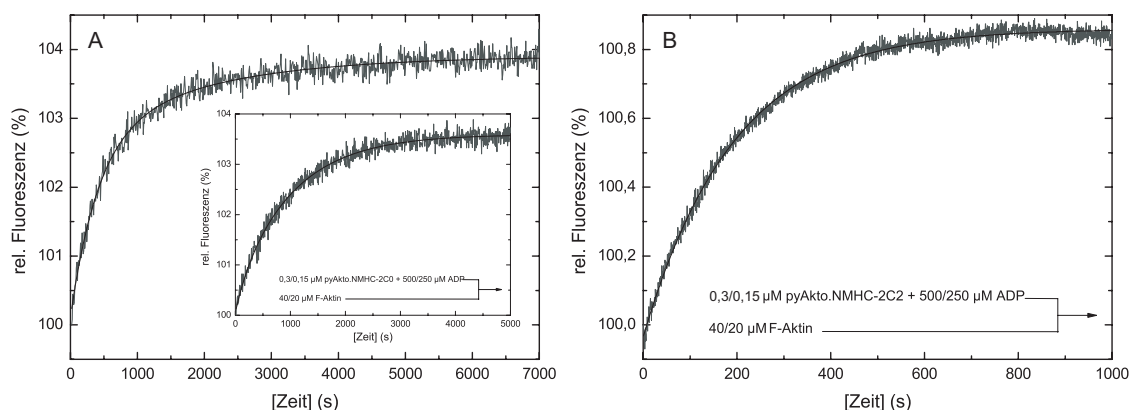 A
rel. Fluoreszenz (%)
104
103
102
101
100
0 1000 2000 3000 4000 5000 6000 7000
[Zeit] (s)
rel. Fluoreszenz (%)
104
103
102
101
100
0,3/0,15 µM pyAkto.NMHC-2C0 + 500/250 µM ADP
40/20 µM F-Aktin
0 1000 2000 3000 4000 5000
[Zeit] (s)
B
rel. Fluoreszenz (%)
100,8
100,6
100,4
100,2
100,0
0,3/0,15 µM pyAkto.NMHC-2C2 + 500/250 µM ADP
40/20 µM F-Aktin
0 200 400 600 800 1000
[Zeit] (s)